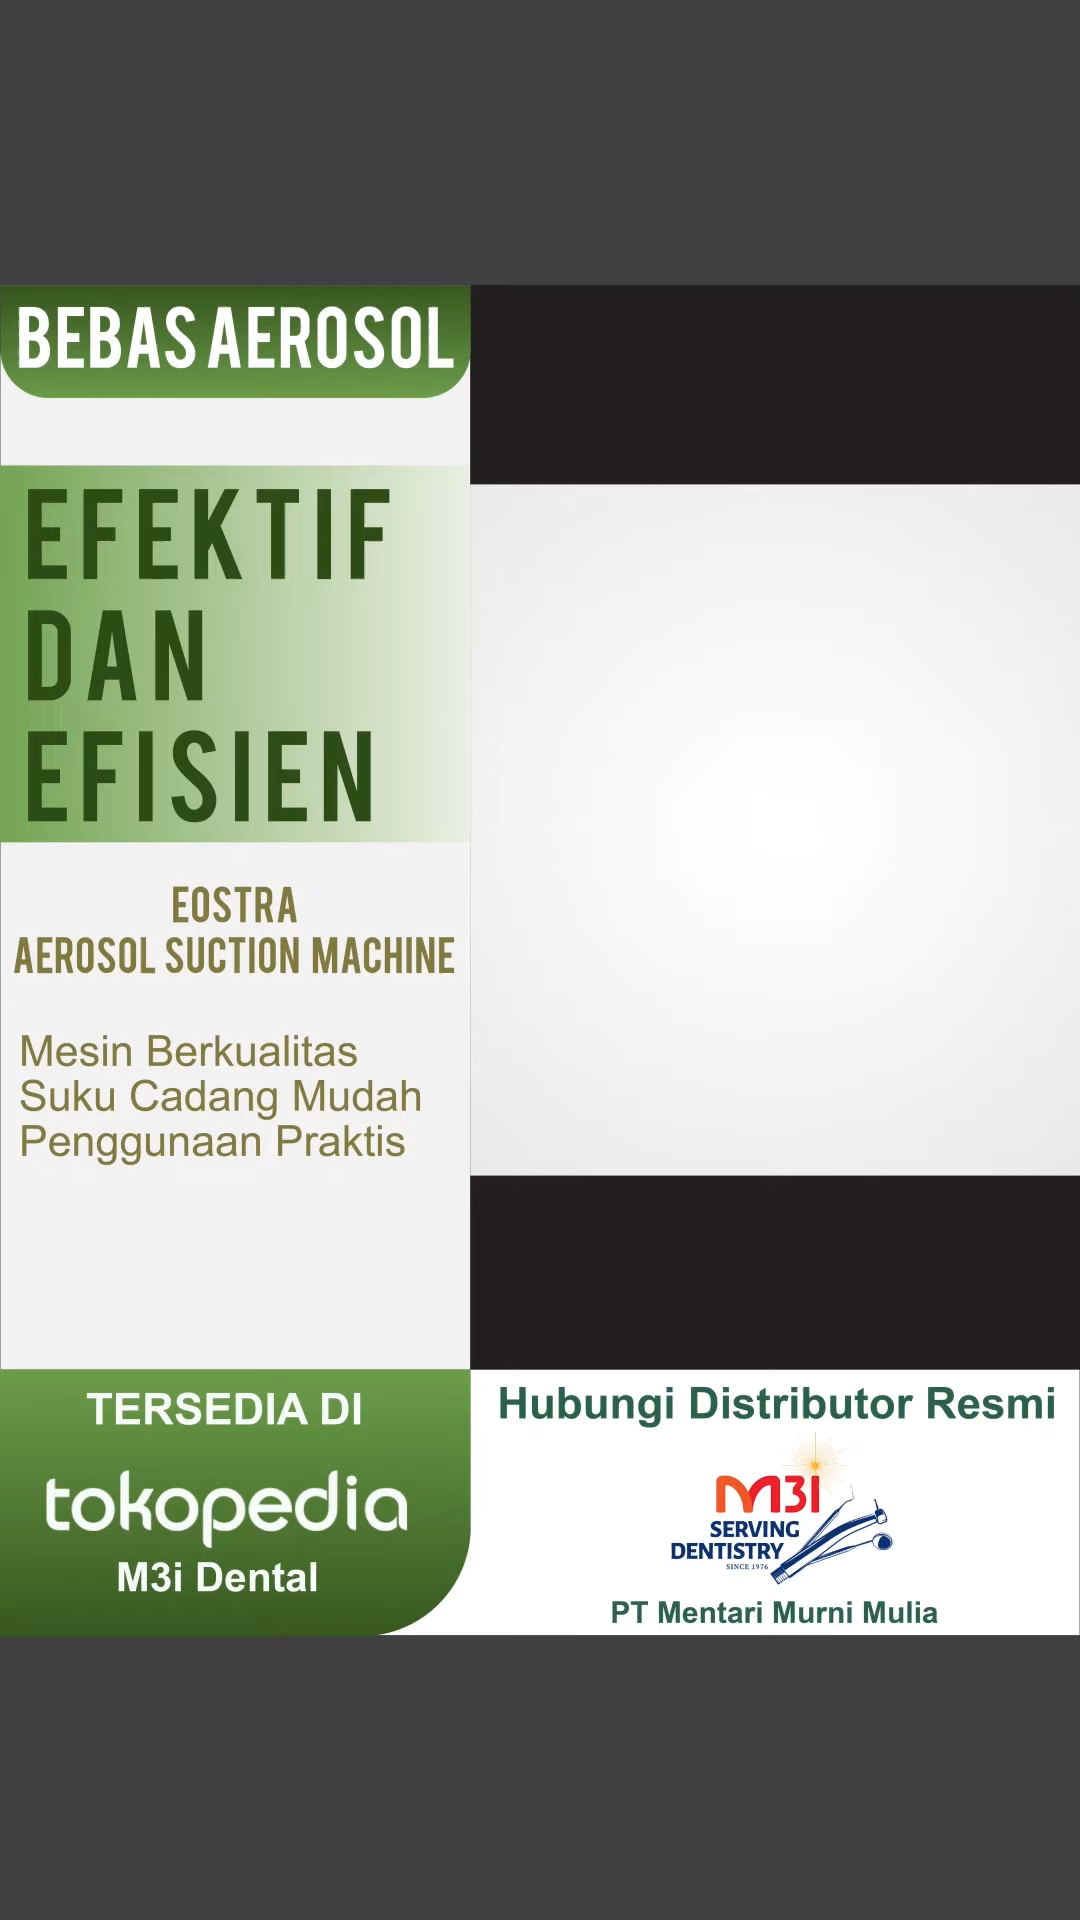 BEBAS AEROSOL
EFEKTIF
DAN
EFISIEN
EOSTRA
AEROSOL SUCTION MACHINE
Mesin Berkualitas
Suku Cadang Mudah
Penggunaan Praktis
TERSEDIA DI
tokopedia
M3i Dental
Hubungi Distributor Resmi
M3i
SERVING
DENTISTRY
SINCE 1976
PT Mentari Murni Mulia